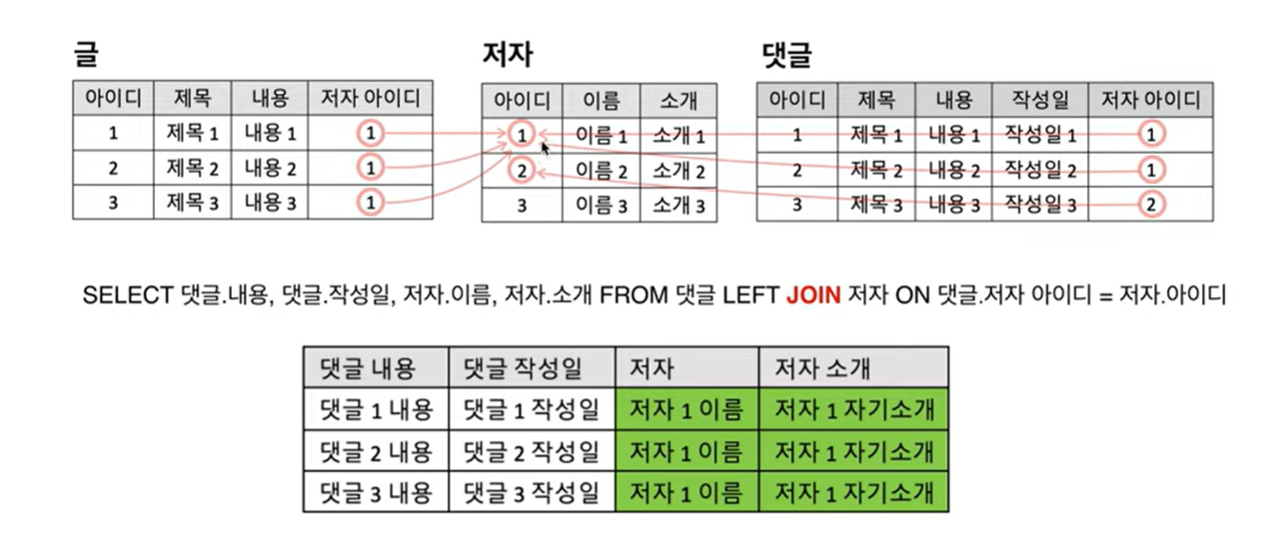 글 저자 댓글
아이디 제목 내용 저자 아이디 아이디 이름 소개 아이디 제목 내용 작성일 저자 아이디
1 제목 1 내용 1 1 1 이름 1 소개 1 1 제목 1 내용 1 작성일 1 1
2 제목 2 내용 2 1 2 이름 2 소개 2 2 제목 2 내용 2 작성일 2 1
3 제목 3 내용 3 1 3 이름 3 소개 3 3 제목 3 내용 3 작성일 3 2
SELECT 댓글.내용, 댓글.작성일, 저자.이름, 저자.소개 FROM 댓글 LEFT JOIN 저자 ON 댓글.저자 아이디 = 저자.아이디
댓글 내용 댓글 작성일 저자 저자 소개
댓글 1 내용 댓글 1 작성일 저자 1 이름 저자 1 자기소개
댓글 2 내용 댓글 2 작성일 저자 1 이름 저자 1 자기소개
댓글 3 내용 댓글 3 작성일 저자 1 이름 저자 1 자기소개